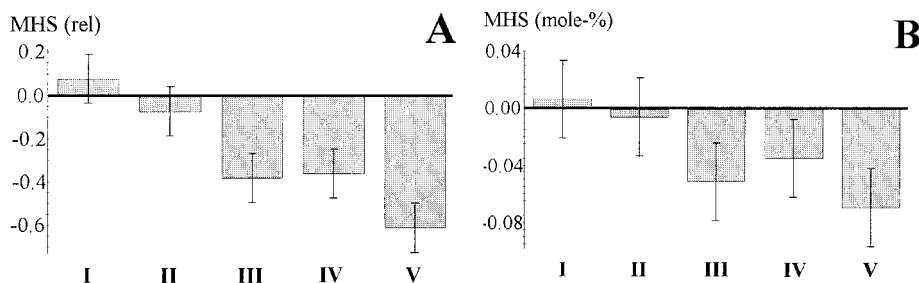 MHS (rel)
A
0.2
0.0
-0.2
-0.4
-0.6
I II III IV V
MHS (mole-%)
B
0.04
0.00
-0.04
-0.08
I II III IV V